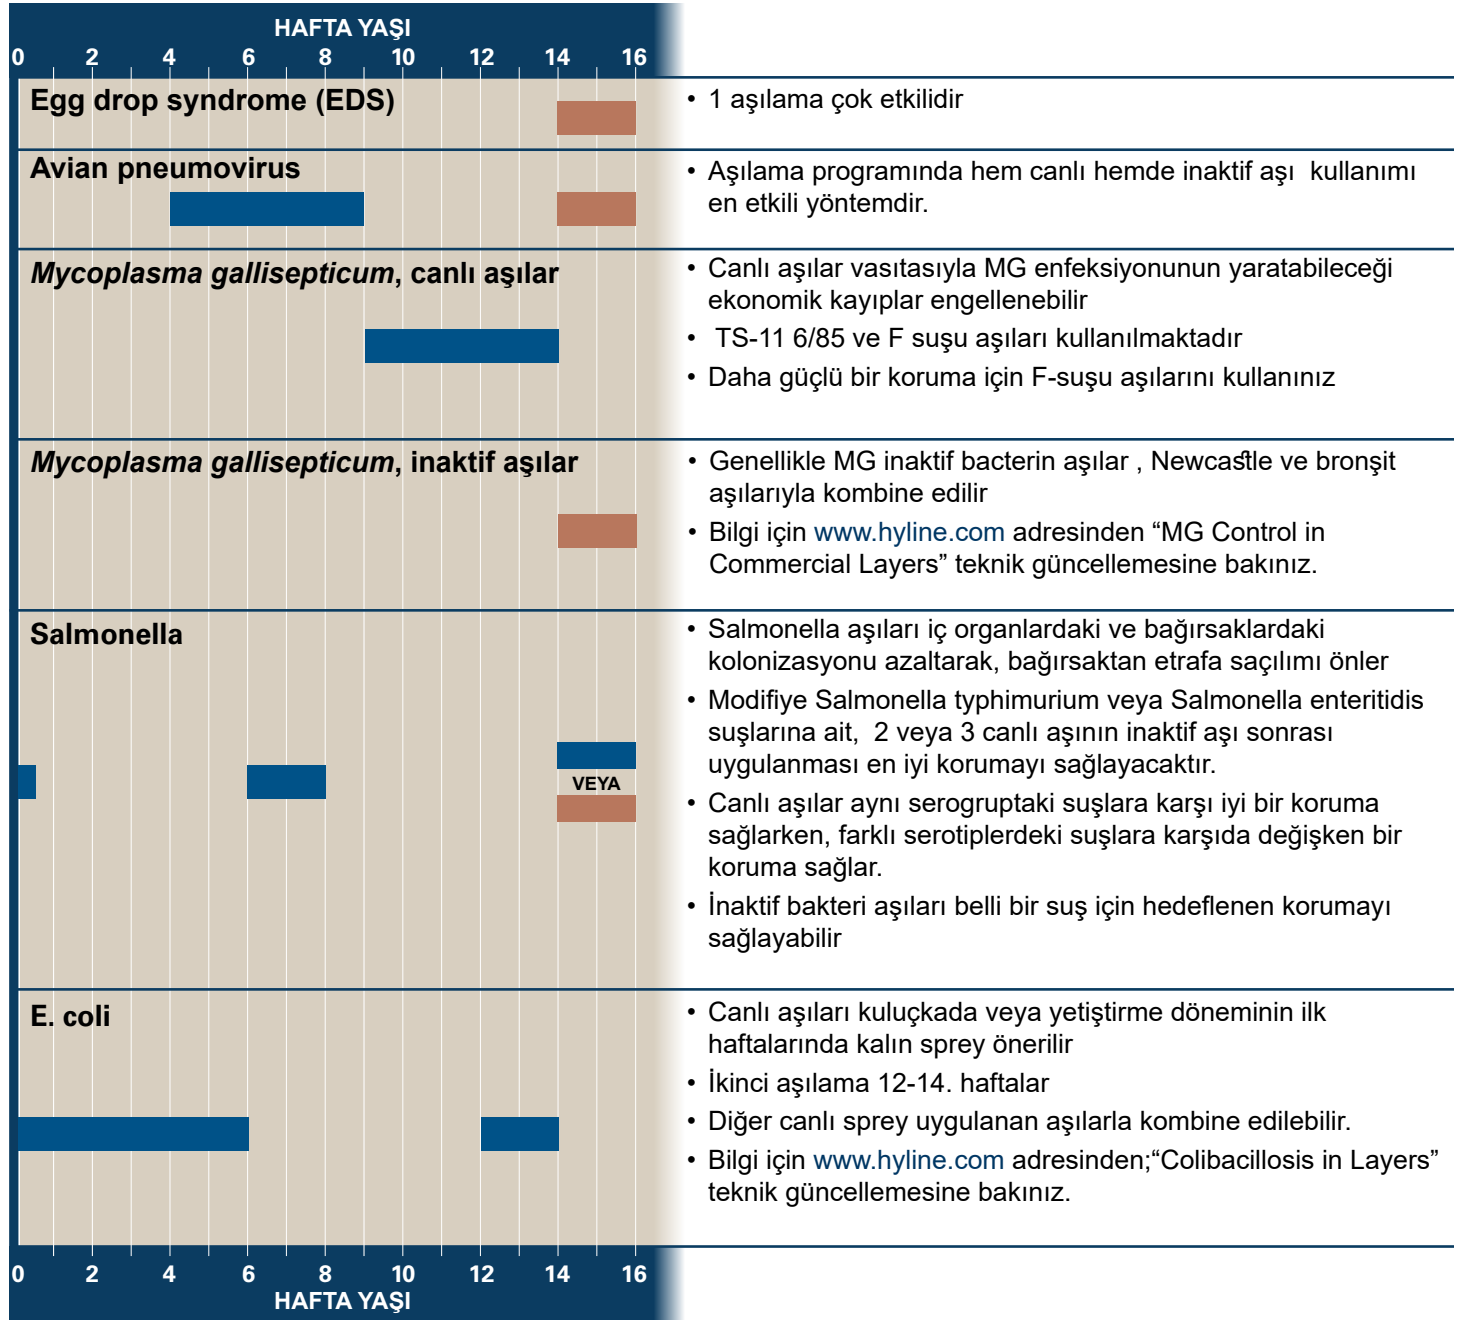 HAFTA YAŞI
0 2 4 6 8 10 12 14 16
Egg drop syndrome (EDS)
• 1 aşılama çok etkilidir
Avian pneumovirus
• Aşılama programında hem canlı hemde inaktif aşı kullanımı
en etkili yöntemdir.
Mycoplasma gallisepticum, canlı aşılar
• Canlı aşılar vasıtasıyla MG enfeksiyonunun yaratabileceği
ekonomik kayıplar engellenebilir
• TS-11 6/85 ve F suşu aşıları kullanılmaktadır
• Daha güçlü bir koruma için F-suşu aşılarını kullanınız
Mycoplasma gallisepticum, inaktif aşılar
• Genellikle MG inaktif bacterin aşılar , Newcastle ve bronşit
aşılarıyla kombine edilir
• Bilgi için www.hyline.com adresinden “MG Control in
Commercial Layers” teknik güncellemesine bakınız.
Salmonella
• Salmonella aşıları iç organlardaki ve bağırsaklardaki
kolonizasyonu azaltarak, bağırsaktan etrafa saçılımı önler
• Modifiye Salmonella typhimurium veya Salmonella enteritidis
suşlarına ait, 2 veya 3 canlı aşının inaktif aşı sonrası
uygulanması en iyi korumayı sağlayacaktır.
VEYA
• Canlı aşılar aynı serogruptaki suşlara karşı iyi bir koruma
sağlarken, farklı serotiplerdeki suşlara karşıda değişken bir
koruma sağlar.
• İnaktif bakteri aşıları belli bir suş için hedeflenen korumayı
sağlayabilir
E. coli
• Canlı aşıları kuluçkada veya yetiştirme döneminin ilk
haftalarında kalın sprey önerilir
• İkinci aşılama 12-14. haftalar
• Diğer canlı sprey uygulanan aşılarla kombine edilebilir.
• Bilgi için www.hyline.com adresinden;“Colibacillosis in Layers”
teknik güncellemesine bakınız.
0 2 4 6 8 10 12 14 16
HAFTA YAŞI